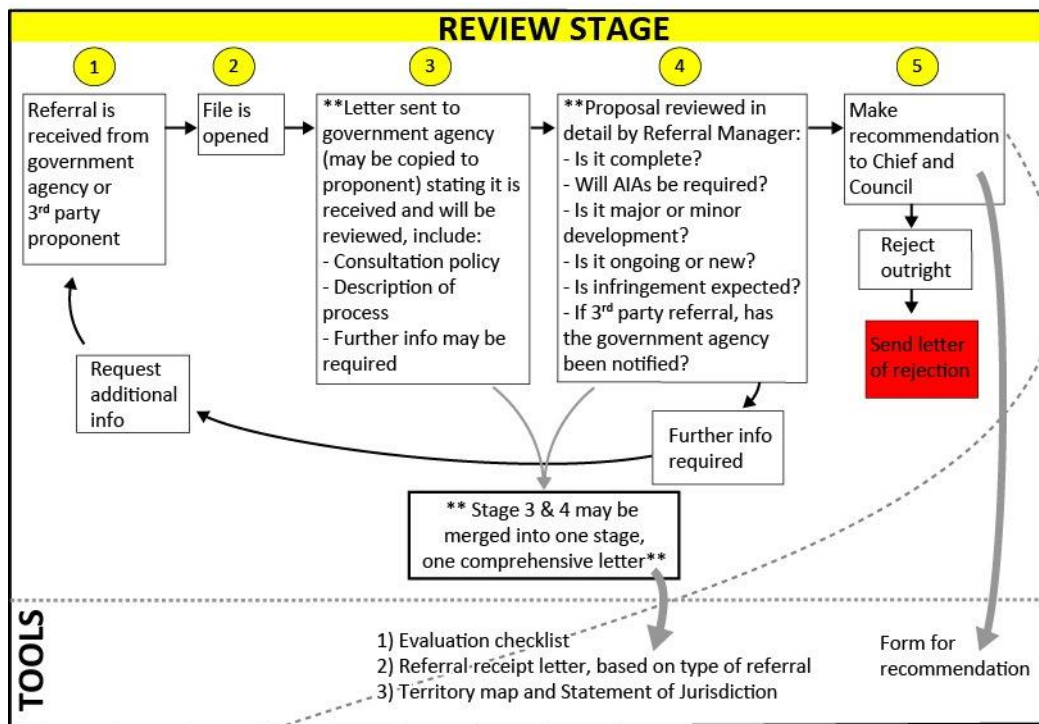 REVIEW STAGE
1
2
3
4
5
Referral is
received from
government
agency or
3rd party
proponent
File is
opened
**Letter sent to
government agency
(may be copied to
proponent) stating it is
received and will be
reviewed, include:
- Consultation policy
- Description of
process
- Further info may be
required
**Proposal reviewed in
detail by Referral Manager:
- Is it complete?
- Will AIAs be required?
- Is it major or minor
development?
- Is it ongoing or new?
- Is infringement expected?
- If 3rd party referral, has
the government agency
been notified?
Make
recommendation
to Chief and
Council
Reject
outright
Send letter
of rejection
Request
additional
info
Further info
required
** Stage 3 & 4 may be
merged into one stage,
one comprehensive letter**
TOOLS
1) Evaluation checklist
2) Referral receipt letter, based on type of referral
3) Territory map and Statement of Jurisdiction
Form for
recommendation